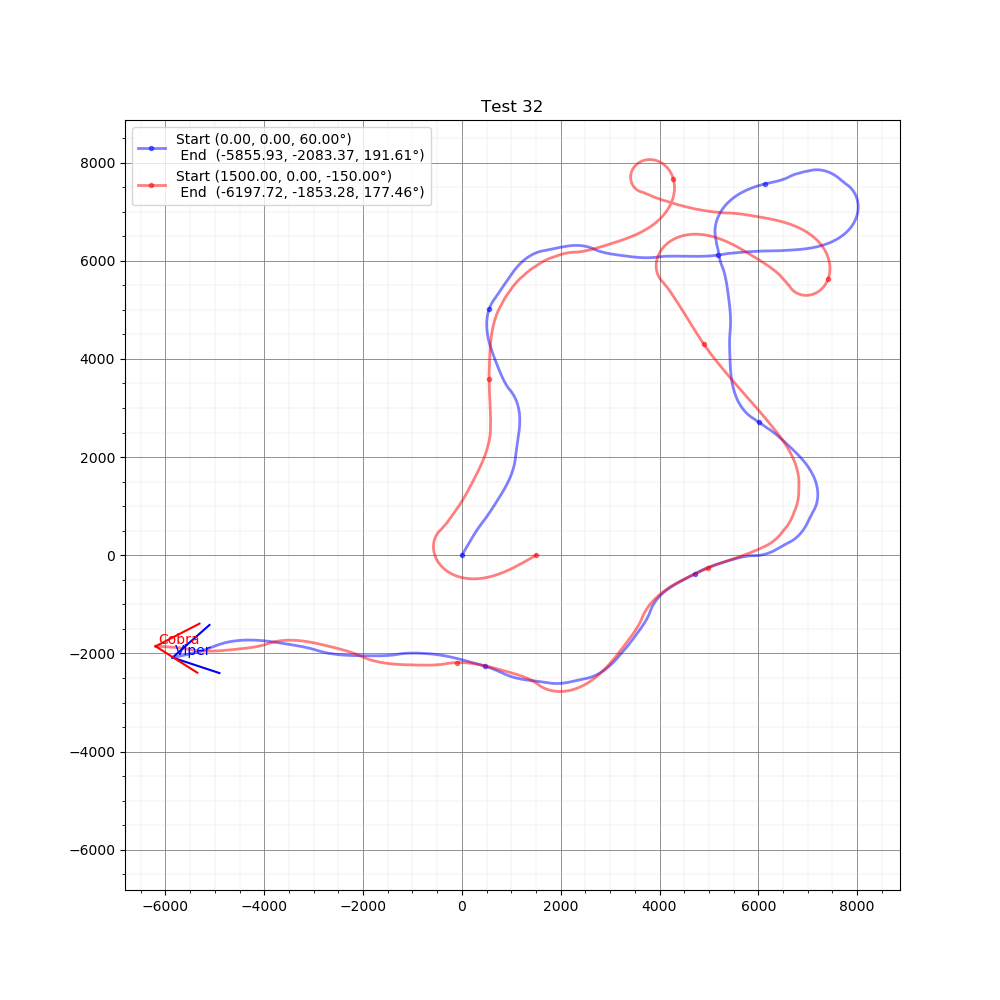 Test 32
Start (0.00, 0.00, 60.00°)
End  (-5855.93, -2083.37, 191.61°)
Start (1500.00, 0.00, -150.00°)
End  (-6197.72, -1853.28, 177.46°)
8000
6000
4000
2000
0
−2000
−4000
−6000
Cobra
Viper
−6000 −4000 −2000 0 2000 4000 6000 8000